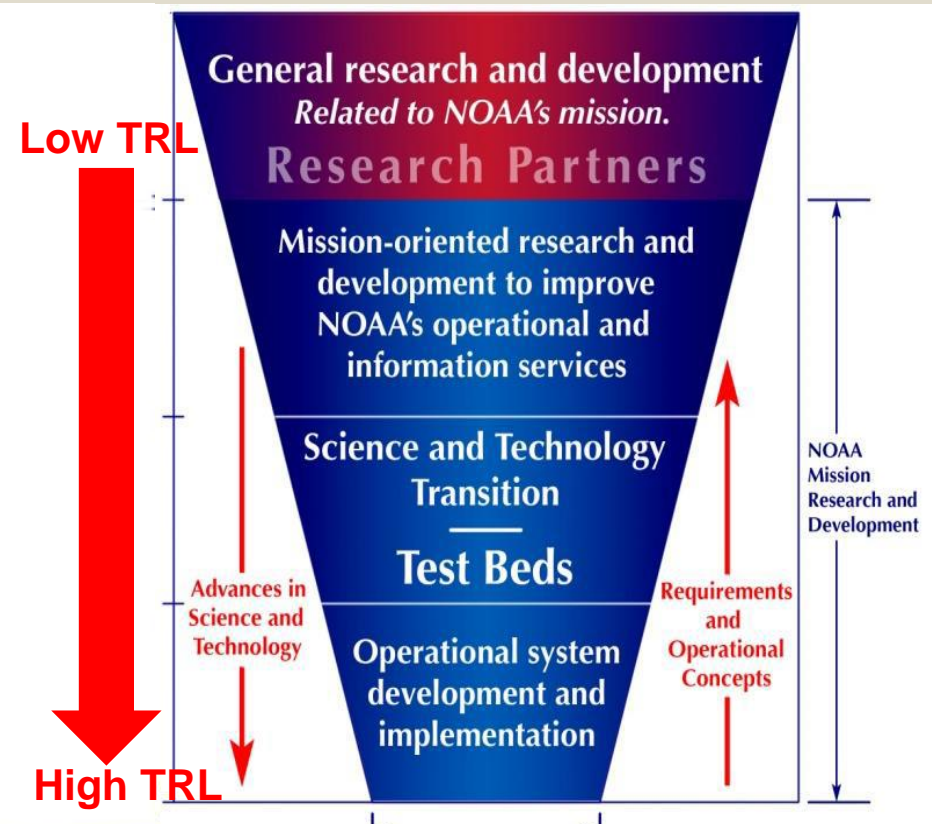 General research and development
Related to NOAA's mission.
Research Partners
Low TRL
Mission-oriented research and
development to improve
NOAA's operational and
information services
Science and Technology
Transition
Test Beds
Operational system
development and
implementation
Advances in
Science and
Technology
Requirements
and
Operational
Concepts
NOAA
Mission
Research and
Development
High TRL